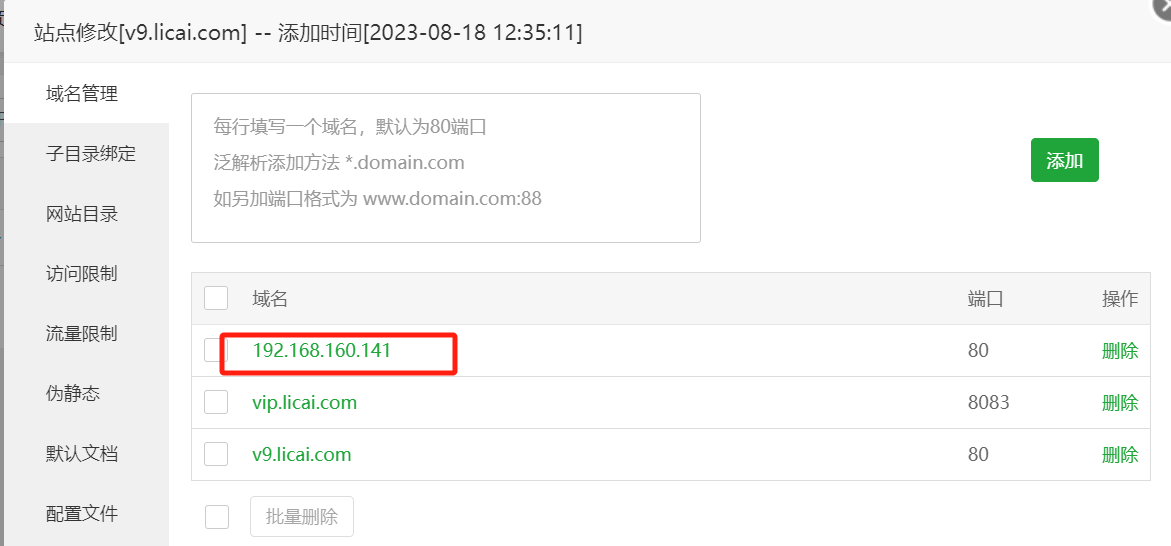 站点修改[v9.licai.com] -- 添加时间[2023-08-18 12:35:11]
域名管理
子目录绑定
网站目录
访问限制
流量限制
伪静态
默认文档
配置文件
每行填写一个域名，默认为80端口
泛解析添加方法 *.domain.com
如另加端口格式为 www.domain.com:88
添加
域名 端口 操作
192.168.160.141 80 删除
vip.licai.com 8083 删除
v9.licai.com 80 删除
批量删除